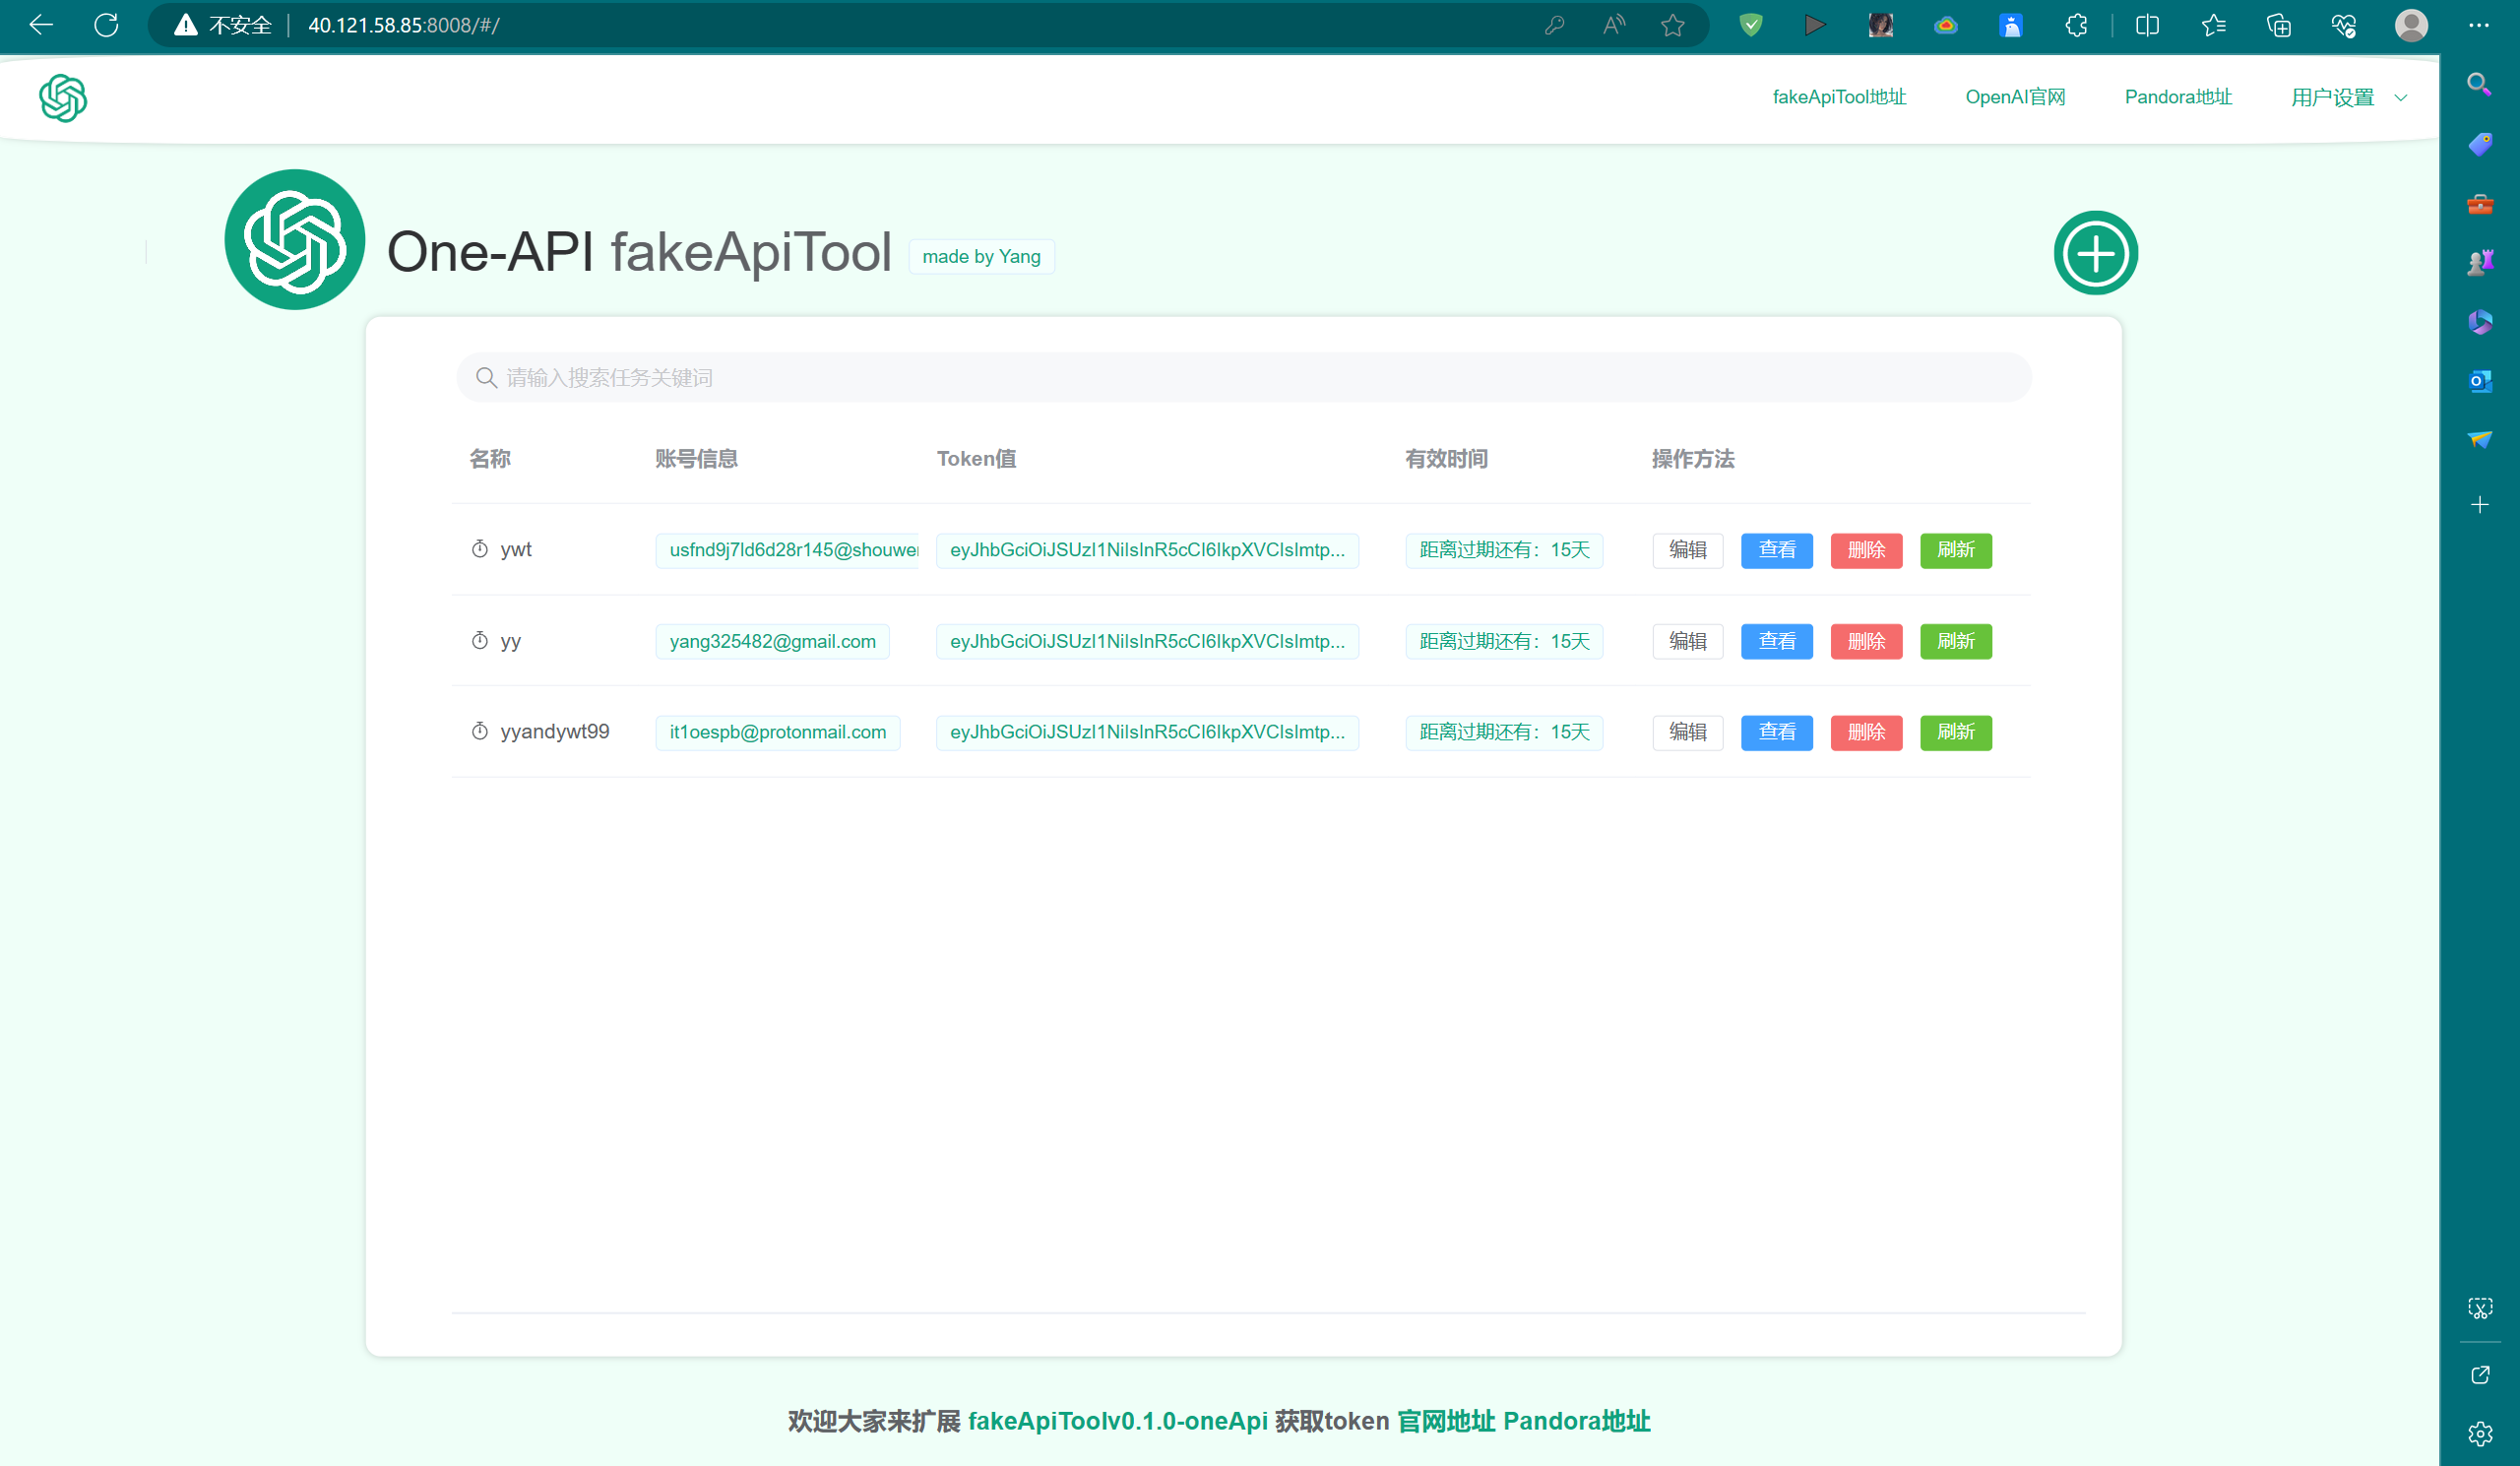 不安全 40.121.58.85:8008/#/
fakeApiTool地址 OpenAI官网 Pandora地址 用户设置
One-API fakeApiTool made by Yang
请输入搜索任务关键词
名称 账号信息 Token值 有效时间 操作方法
ywt usfnd9j7ld6d28r145@shouwer eyJhbGciOiJSUzI1NiIsInR5cCI6IkpXVCIsImtp... 距离过期还有：15天 编辑 查看 删除 刷新
yy yang325482@gmail.com eyJhbGciOiJSUzI1NiIsInR5cCI6IkpXVCIsImtp... 距离过期还有：15天 编辑 查看 删除 刷新
yyandywt99 it1oespb@protonmail.com eyJhbGciOiJSUzI1NiIsInR5cCI6IkpXVCIsImtp... 距离过期还有：15天 编辑 查看 删除 刷新
欢迎大家来扩展 fakeApiToolv0.1.0-oneApi 获取token 官网地址 Pandora地址